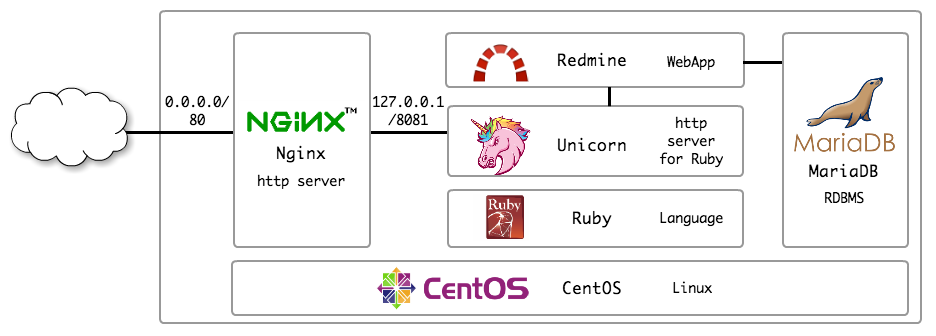 0.0.0.0/
80
NGiNX™
Nginx
http server
127.0.0.1
/8081
Redmine WebApp
Unicorn
http
server
for Ruby
Ruby
Ruby Language
MariaDB
MariaDB
RDBMS
CentOS CentOS Linux